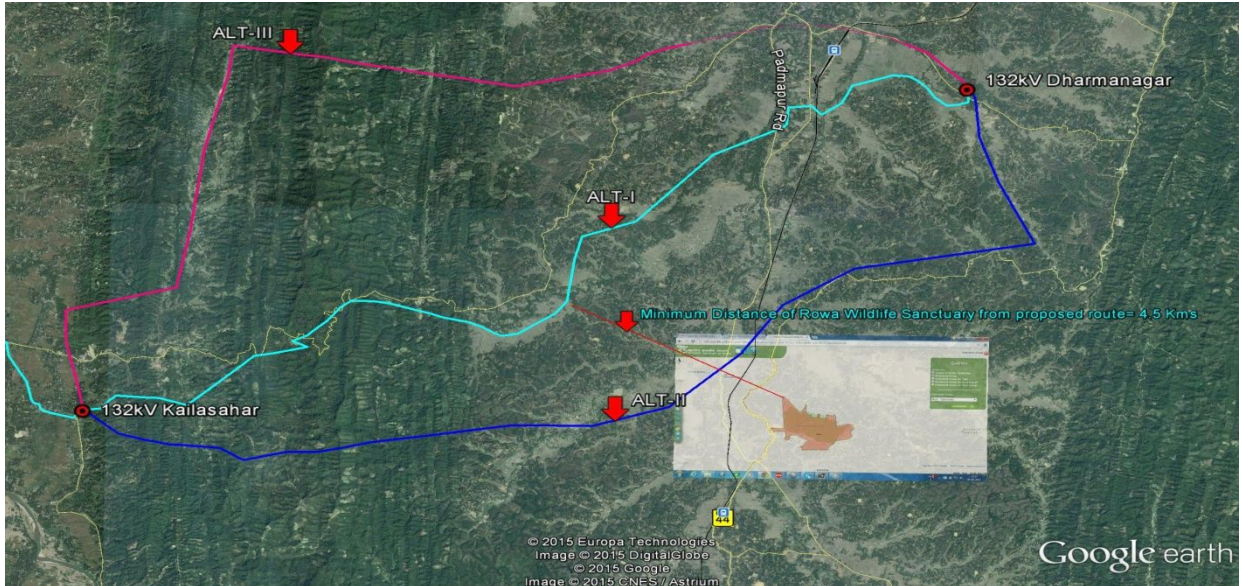 ALT-III
Padmapur Rd
132kV Dharmanagar
ALT-I
Minimum Distance of Rowa Wildlife Sanctuary from proposed route= 4.5 Kms
ALT-II
132kV Kailasahar
44
© 2015 Europa Technologies
Image © 2015 DigitalGlobe
© 2015 Google
Image © 2015 CNES / Astrium
Google earth